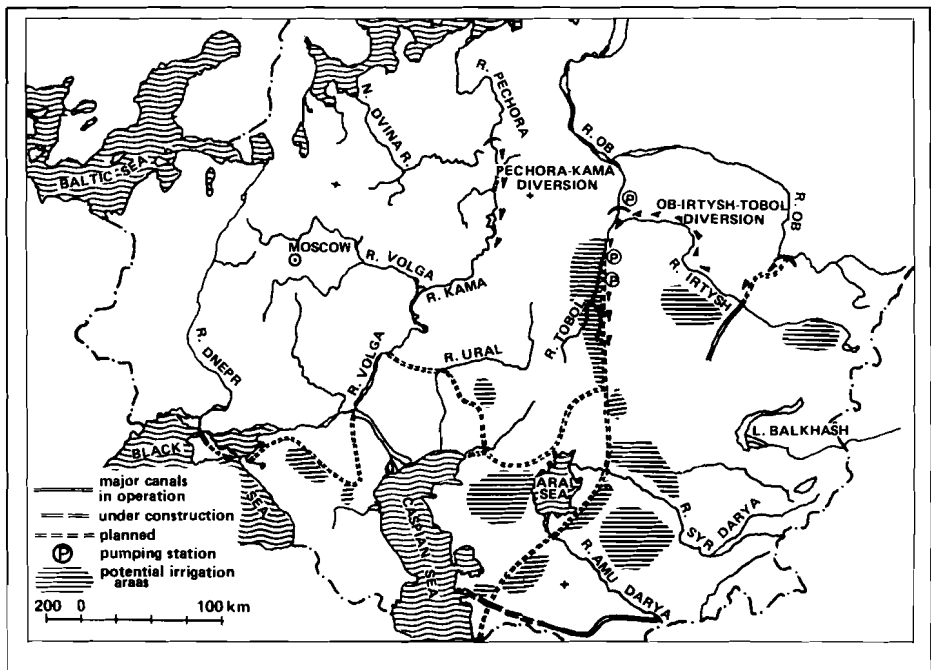 R. PECHORA
N. DVINA R.
R. OB
BALTIC SEA
PECHORA-KAMA
DIVERSION
P
OB-IRTYSH-TOBOL
DIVERSION
R. OB
MOSCOW
R. VOLGA
R. KAMA
P
P
R. IRTYSH
R. TOBOL
R. DNEPR
R. VOLGA
R. URAL
L. BALKHASH
BLACK
SEA
ARAL
SEA
CASPIAN SEA
R. SYR DARYA
R. AMU DARYA
major canals
in operation
under construction
planned
P pumping station
potential irrigation
araas
200 0 100 km